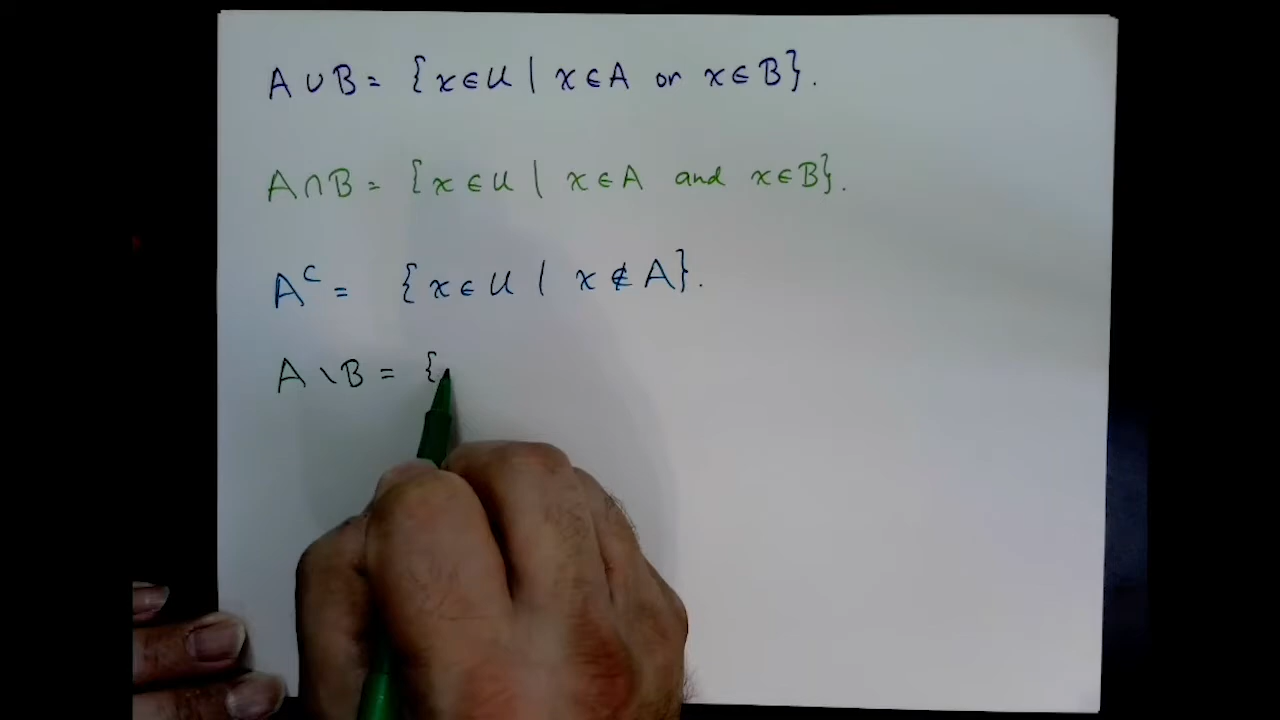 A ∪ B = {x ∈ U | x ∈ A or x ∈ B}.
A ∩ B = {x ∈ U | x ∈ A and x ∈ B}.
Aᶜ = {x ∈ U | x ∉ A}.
A \ B = {